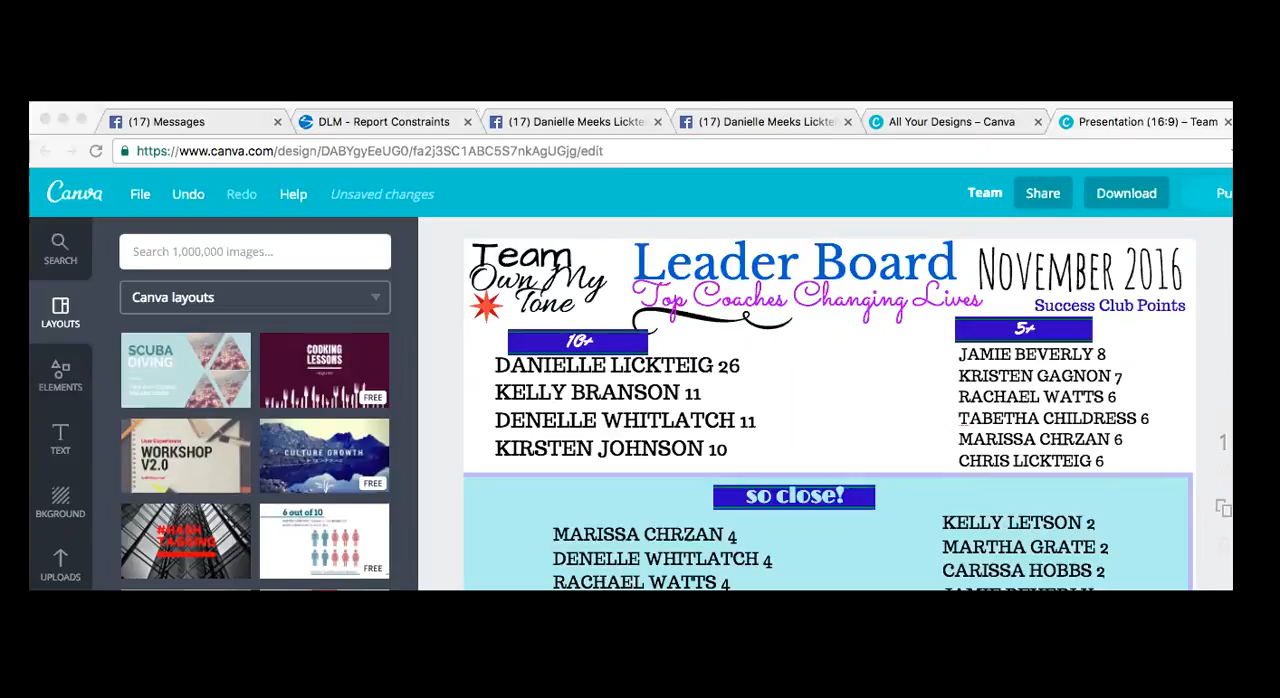 (17) Messages
DLM - Report Constraints
(17) Danielle Meeks Lickte
(17) Danielle Meeks Lickte
All Your Designs – Canva
Presentation (16:9) – Team
https://www.canva.com/design/DABYgyEeUG0/fa2j3SC1ABC5S7nkAgUGjg/edit
Canva
File
Undo
Redo
Help
Unsaved changes
Team
Share
Download
Pu
SEARCH
LAYOUTS
ELEMENTS
TEXT
BKGROUND
UPLOADS
Search 1,000,000 images...
Canva layouts
SCUBA
DIVING
COOKING
LESSONS
FREE
User Experience
WORKSHOP
V2.0
CULTURE GROWTH
FREE
#HASH
TAGGING
6 out of 10
FREE
Team
Own My
Tone
Leader Board
Top Coaches Changing Lives
November 2016
Success Club Points
10+
DANIELLE LICKTEIG 26
KELLY BRANSON 11
DENELLE WHITLATCH 11
KIRSTEN JOHNSON 10
5+
JAMIE BEVERLY 8
KRISTEN GAGNON 7
RACHAEL WATTS 6
TABETHA CHILDRESS 6
MARISSA CHRZAN 6
CHRIS LICKTEIG 6
1
so close!
MARISSA CHRZAN 4
DENELLE WHITLATCH 4
RACHAEL WATTS 4
KELLY LETSON 2
MARTHA GRATE 2
CARISSA HOBBS 2